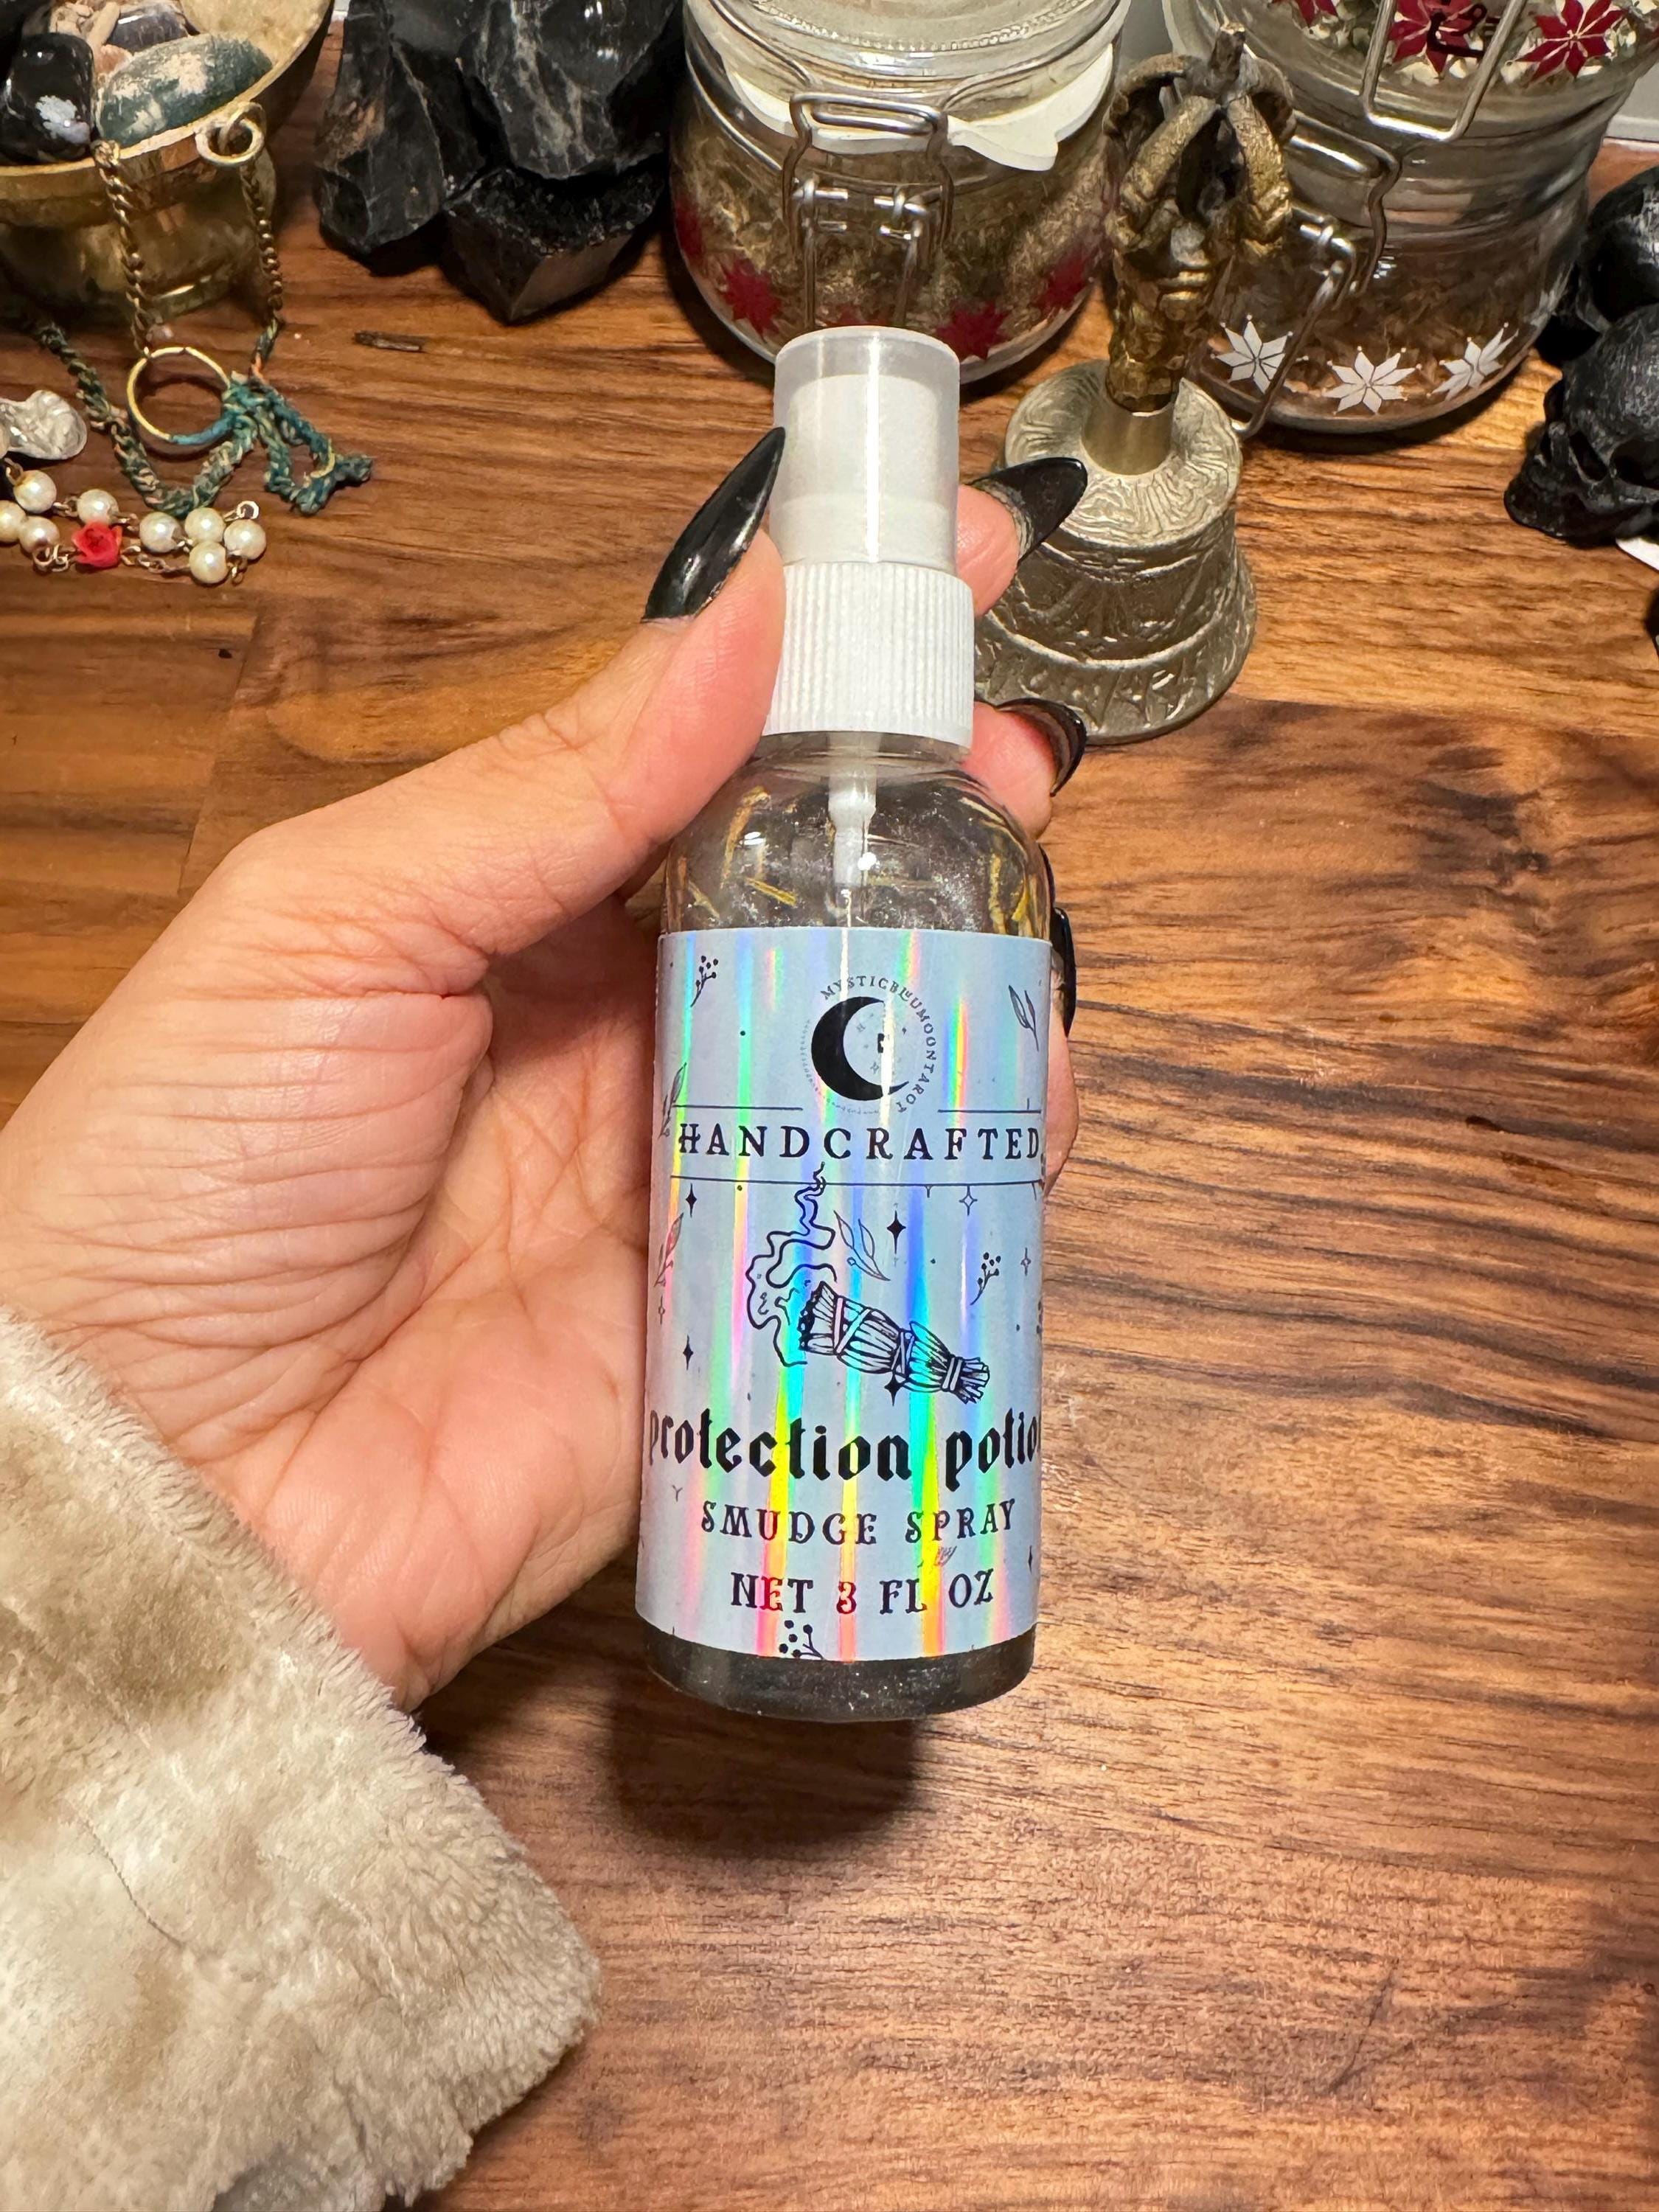 MYSTICBLUMOONTAROT
HANDCRAFTED
protection potion
SMUDGE SPRAY
NET 3 FL OZ